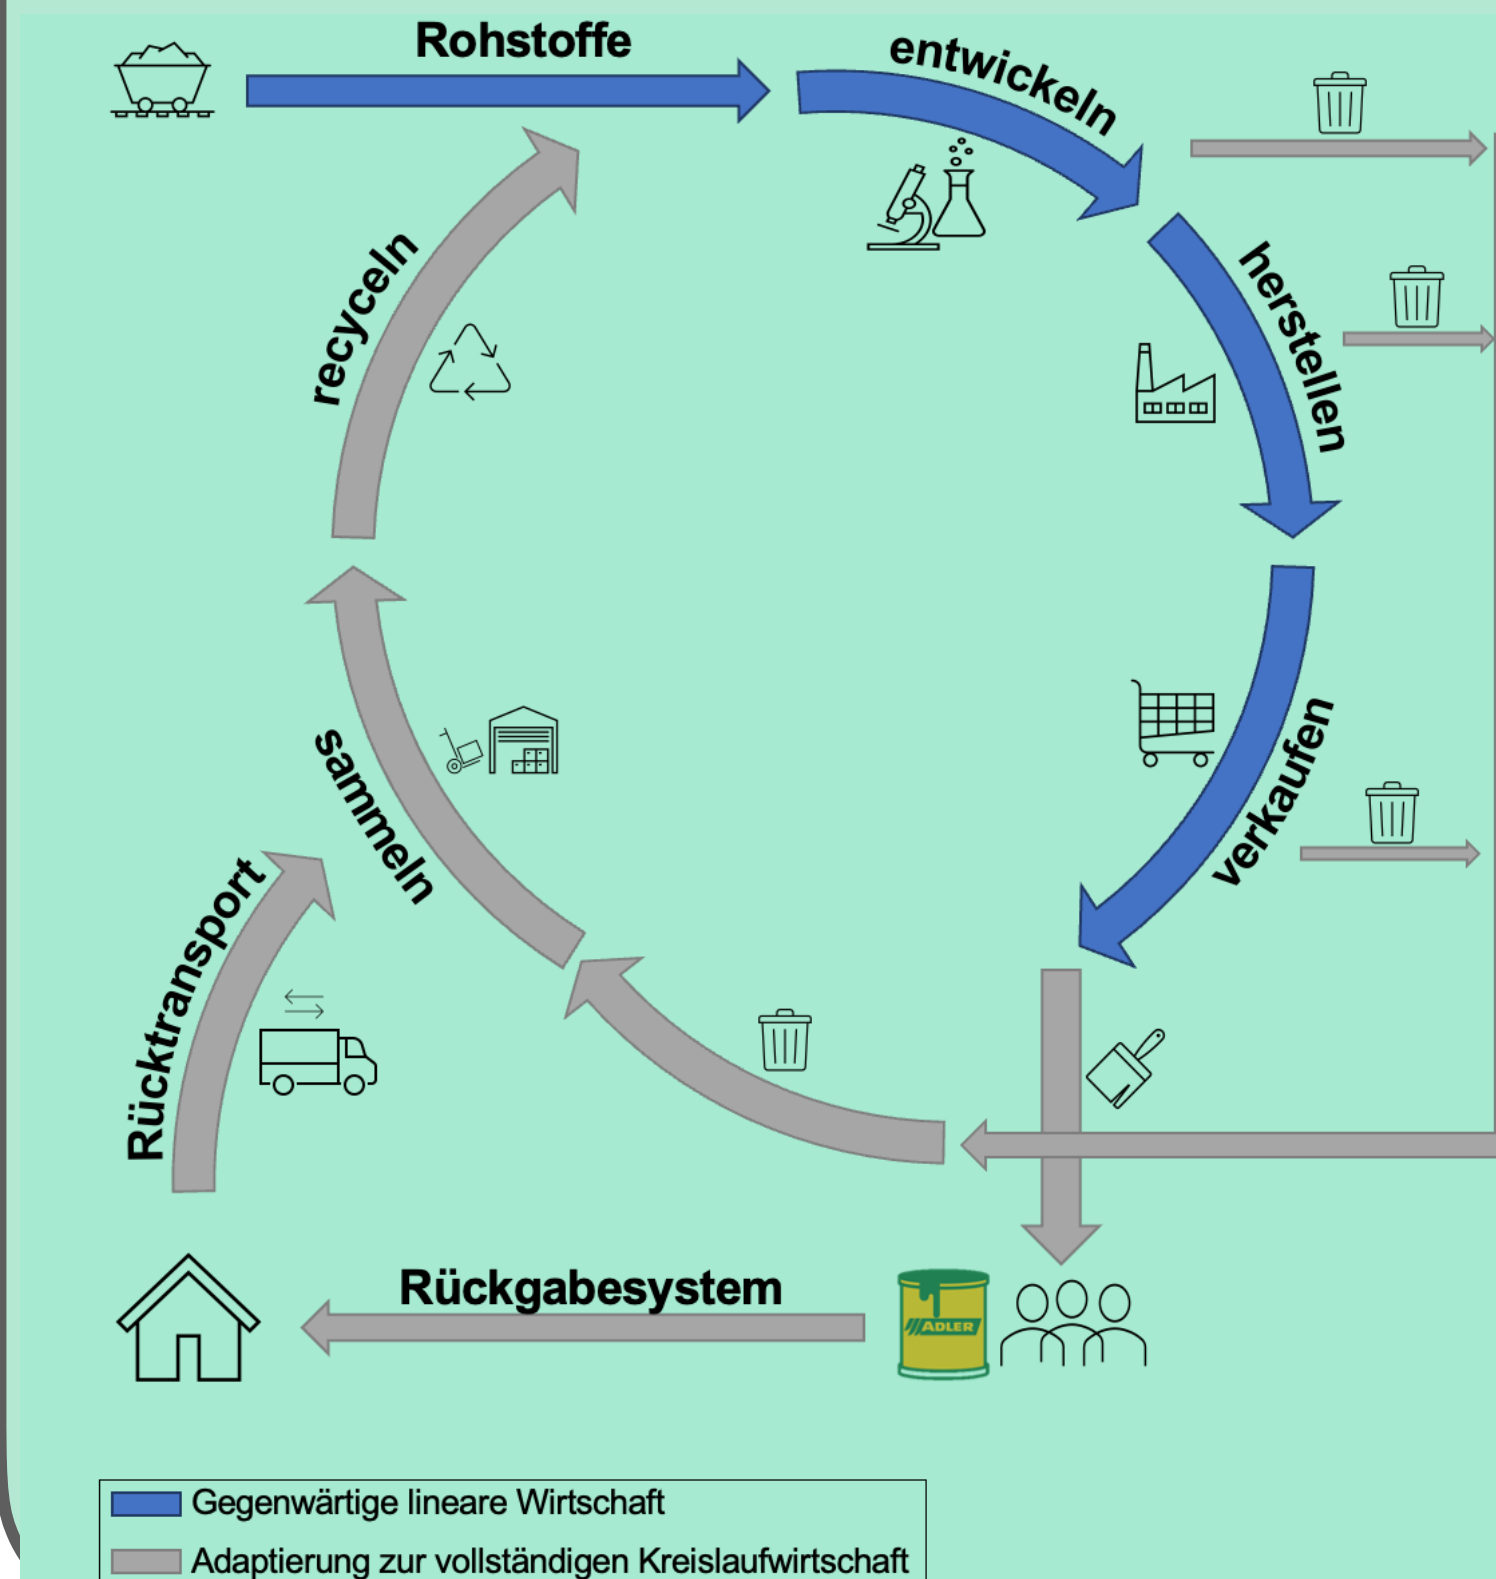 Rohstoffe
entwickeln
herstellen
verkaufen
recyceln
sammeln
Rücktransport
Rückgabesystem
ADLER
Gegenwärtige lineare Wirtschaft
Adaptierung zur vollständigen Kreislaufwirtschaft